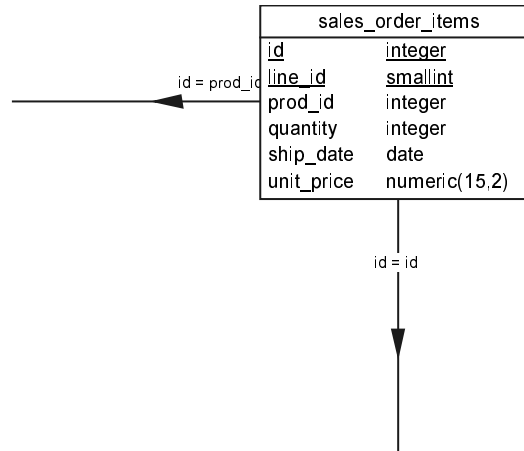 sales_order_items
id integer
line_id smallint
id = prod_id
prod_id integer
quantity integer
ship_date date
unit_price numeric(15,2)
id = id